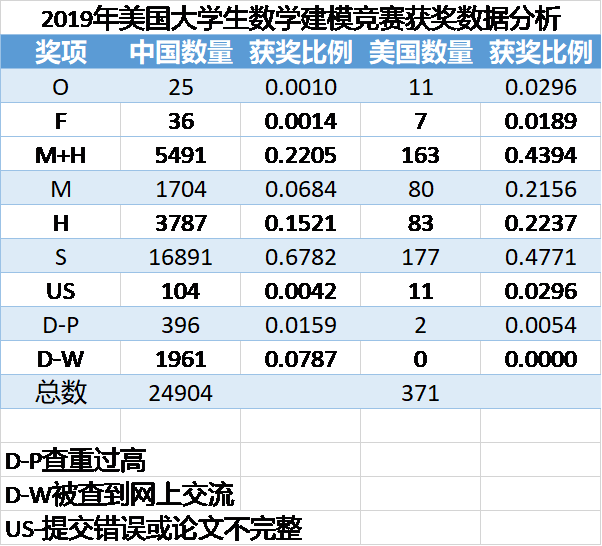 2019年美国大学生数学建模竞赛获奖数据分析
奖项 中国数量 获奖比例 美国数量 获奖比例
O 25 0.0010 11 0.0296
F 36 0.0014 7 0.0189
M+H 5491 0.2205 163 0.4394
M 1704 0.0684 80 0.2156
H 3787 0.1521 83 0.2237
S 16891 0.6782 177 0.4771
US 104 0.0042 11 0.0296
D-P 396 0.0159 2 0.0054
D-W 1961 0.0787 0 0.0000
总数 24904 371
D-P查重过高
D-W被查到网上交流
US-提交错误或论文不完整